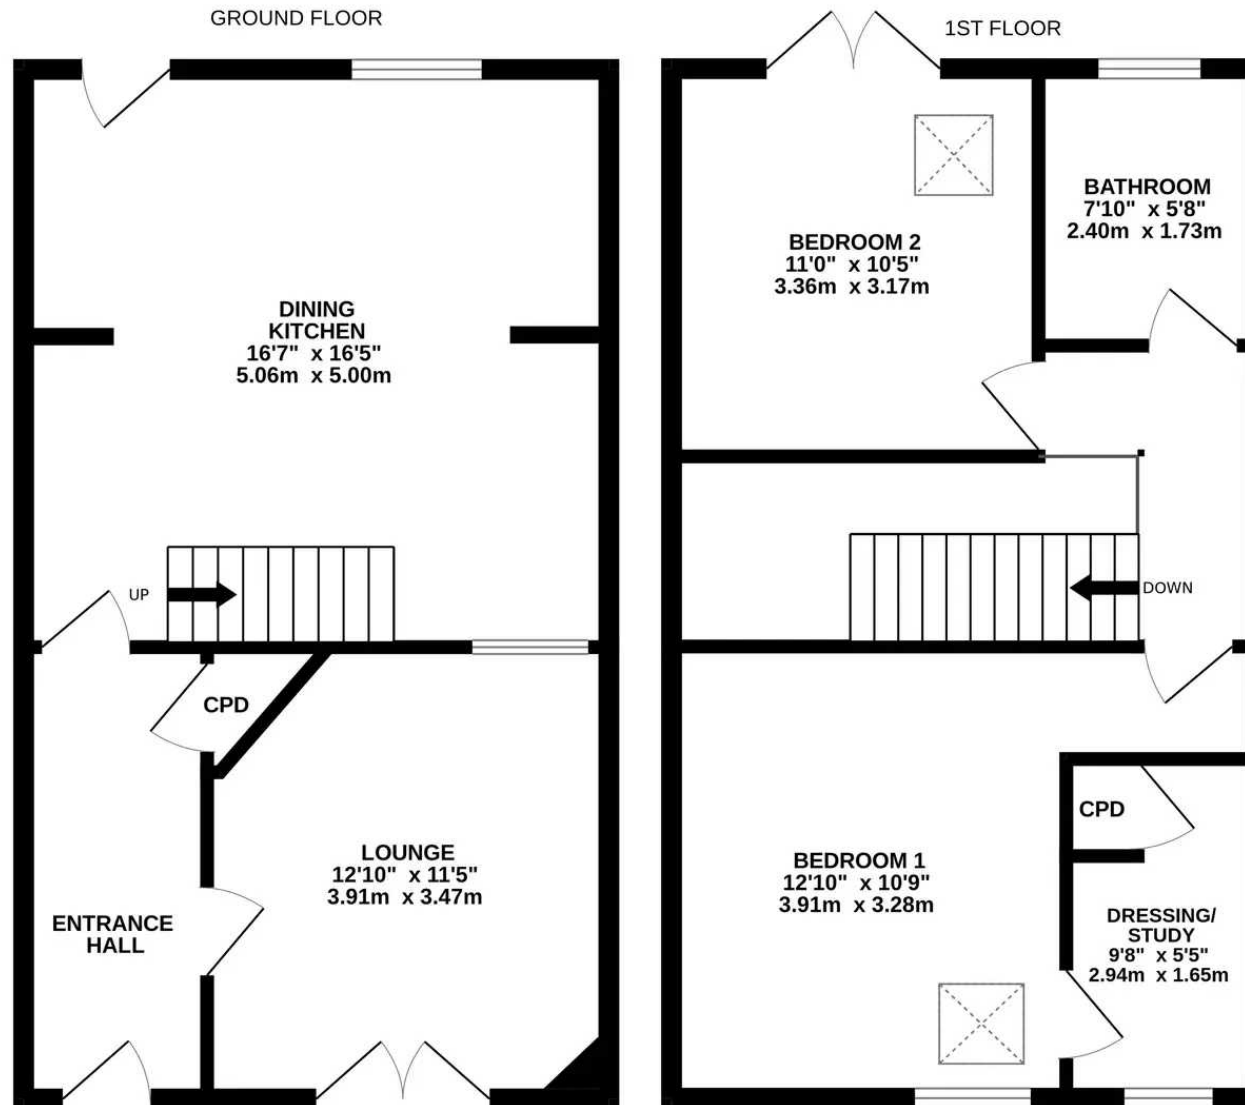 GROUND FLOOR
DINING
KITCHEN
16'7" x 16'5"
5.06m x 5.00m
UP
CPD
LOUNGE
12'10" x 11'5"
3.91m x 3.47m
ENTRANCE
HALL
1ST FLOOR
BATHROOM
7'10" x 5'8"
2.40m x 1.73m
BEDROOM 2
11'0" x 10'5"
3.36m x 3.17m
DOWN
CPD
BEDROOM 1
12'10" x 10'9"
3.91m x 3.28m
DRESSING/
STUDY
9'8" x 5'5"
2.94m x 1.65m